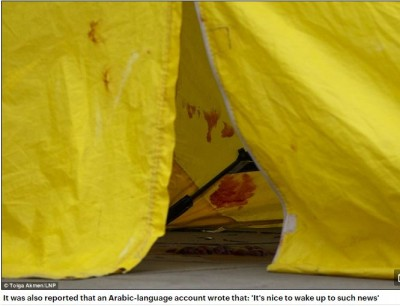 © Tolga Akmen/LNP
It was also reported that an Arabic-language account wrote that: 'It's nice to wake up to such news'